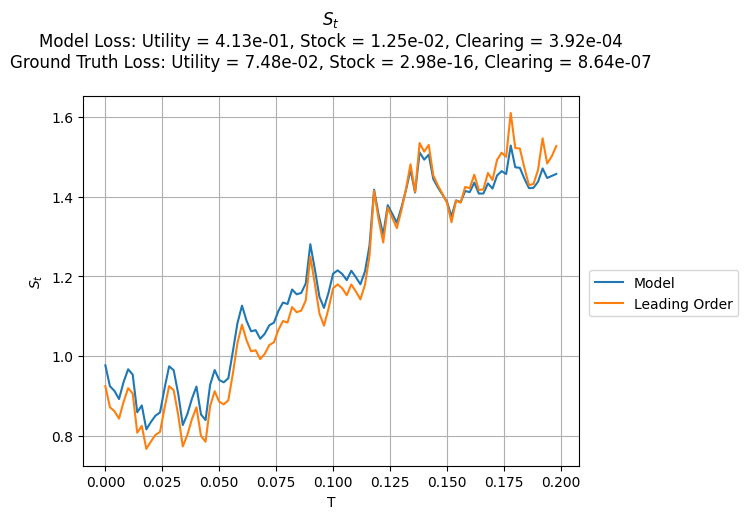 S_t
Model Loss: Utility = 4.13e-01, Stock = 1.25e-02, Clearing = 3.92e-04
Ground Truth Loss: Utility = 7.48e-02, Stock = 2.98e-16, Clearing = 8.64e-07
1.6
1.4
1.2
1.0
0.8
S_t
0.000
0.025
0.050
0.075
0.100
0.125
0.150
0.175
0.200
T
Model
Leading Order